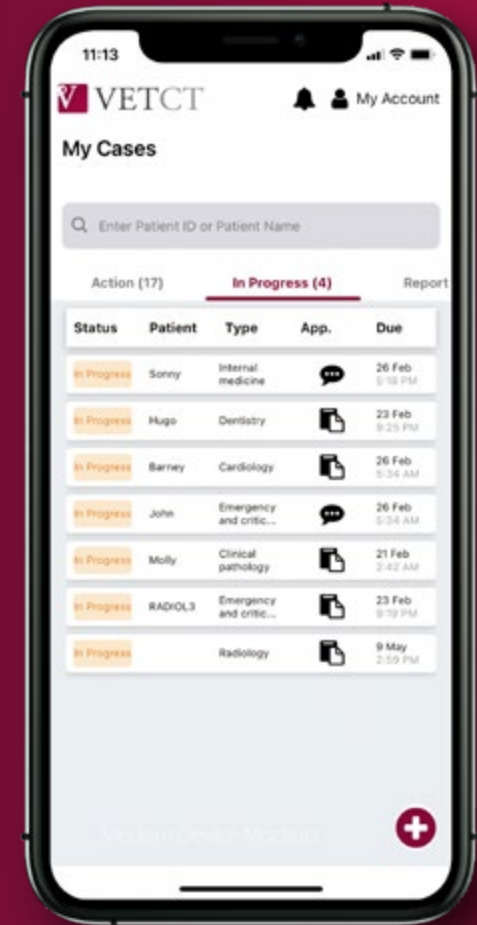 11:13
VETCT
My Account
My Cases
Enter Patient ID or Patient Name
Action (17) In Progress (4) Report
Status Patient Type App. Due
In Progress Sonny Internal medicine 26 Feb 5:18 PM
In Progress Hugo Dentistry 23 Feb 9:25 PM
In Progress Barney Cardiology 26 Feb 5:34 AM
In Progress John Emergency and critic... 26 Feb 5:34 AM
In Progress Molly Clinical pathology 21 Feb 2:42 AM
In Progress RADIOL3 Emergency and critic... 23 Feb 9:19 PM
In Progress Radiology 9 May 2:59 PM